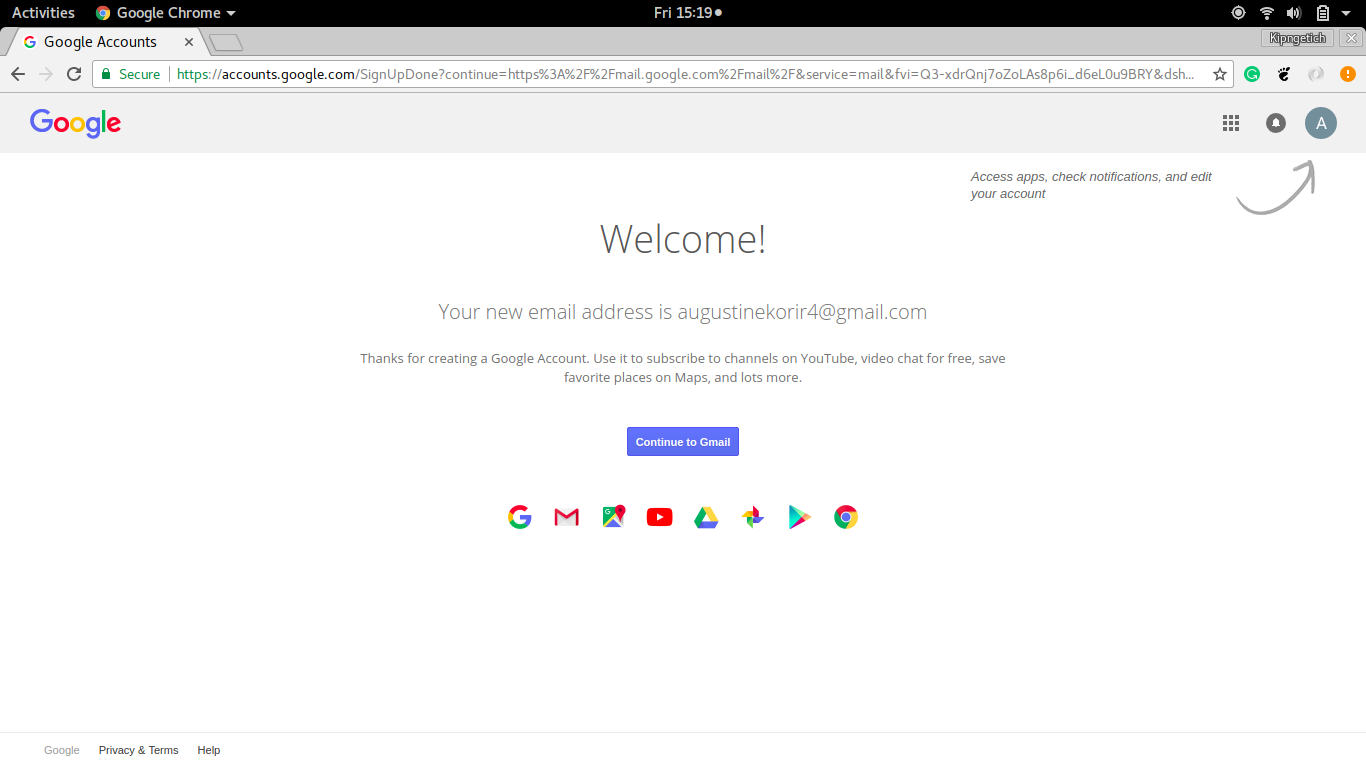 Activities Google Chrome Fri 15:19
Google Accounts Kipngetich
Secure https://accounts.google.com/SignUpDone?continue=https%3A%2F%2Fmail.google.com%2Fmail%2F&service=mail&fvi=Q3-xdrQnj7oZoLAs8p6i_d6eL0u9BRY&dsh...
Google A
Access apps, check notifications, and edit
your account
Welcome!
Your new email address is augustinekorir4@gmail.com
Thanks for creating a Google Account. Use it to subscribe to channels on YouTube, video chat for free, save
favorite places on Maps, and lots more.
Continue to Gmail
Google Privacy & Terms Help